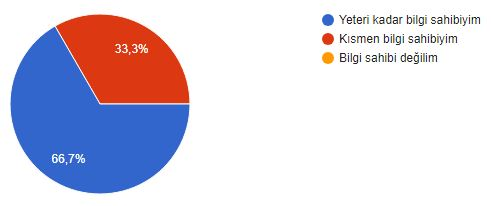 33,3%
66,7%
Yeteri kadar bilgi sahibiyim
Kısmen bilgi sahibiyim
Bilgi sahibi değilim